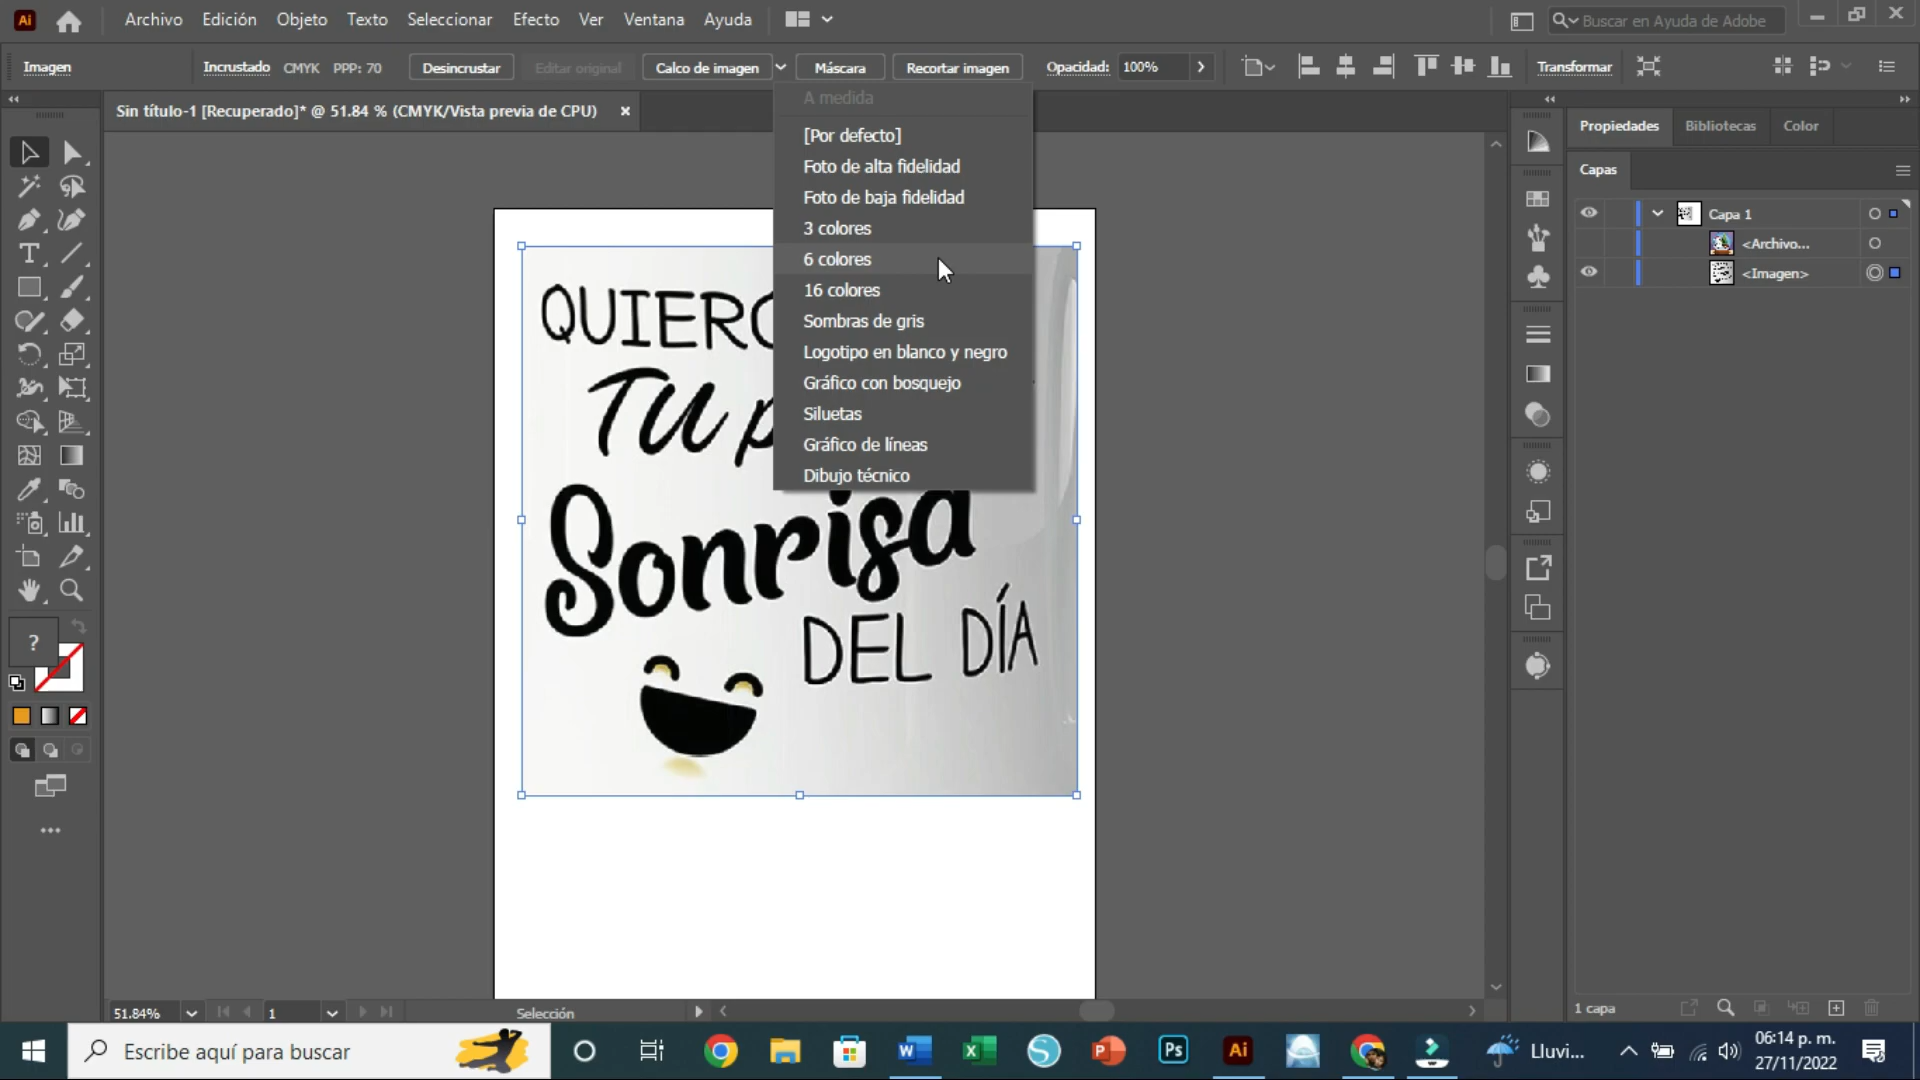 Ai Archivo Edición Objeto Texto Seleccionar Efecto Ver Ventana Ayuda Buscar en Ayuda de Adobe
Imagen Incrustado CMYK PPP: 70 Desincrustar Editar original Calco de imagen Máscara Recortar imagen Opacidad: 100% Transformar
Sin título-1 [Recuperado]* @ 51.84 % (CMYK/Vista previa de CPU)
A medida
[Por defecto]
Foto de alta fidelidad
Foto de baja fidelidad
3 colores
6 colores
16 colores
Sombras de gris
Logotipo en blanco y negro
Gráfico con bosquejo
Siluetas
Gráfico de líneas
Dibujo técnico
Propiedades Bibliotecas Color
Capas
Capa 1
<Archivo...
<Imagen>
QUIERO
TU
Sonrisa
DEL DÍA
?
51.84% 1 Selección
1 capa
Escribe aquí para buscar
Ps Ai
Lluvi...
06:14 p. m.
27/11/2022